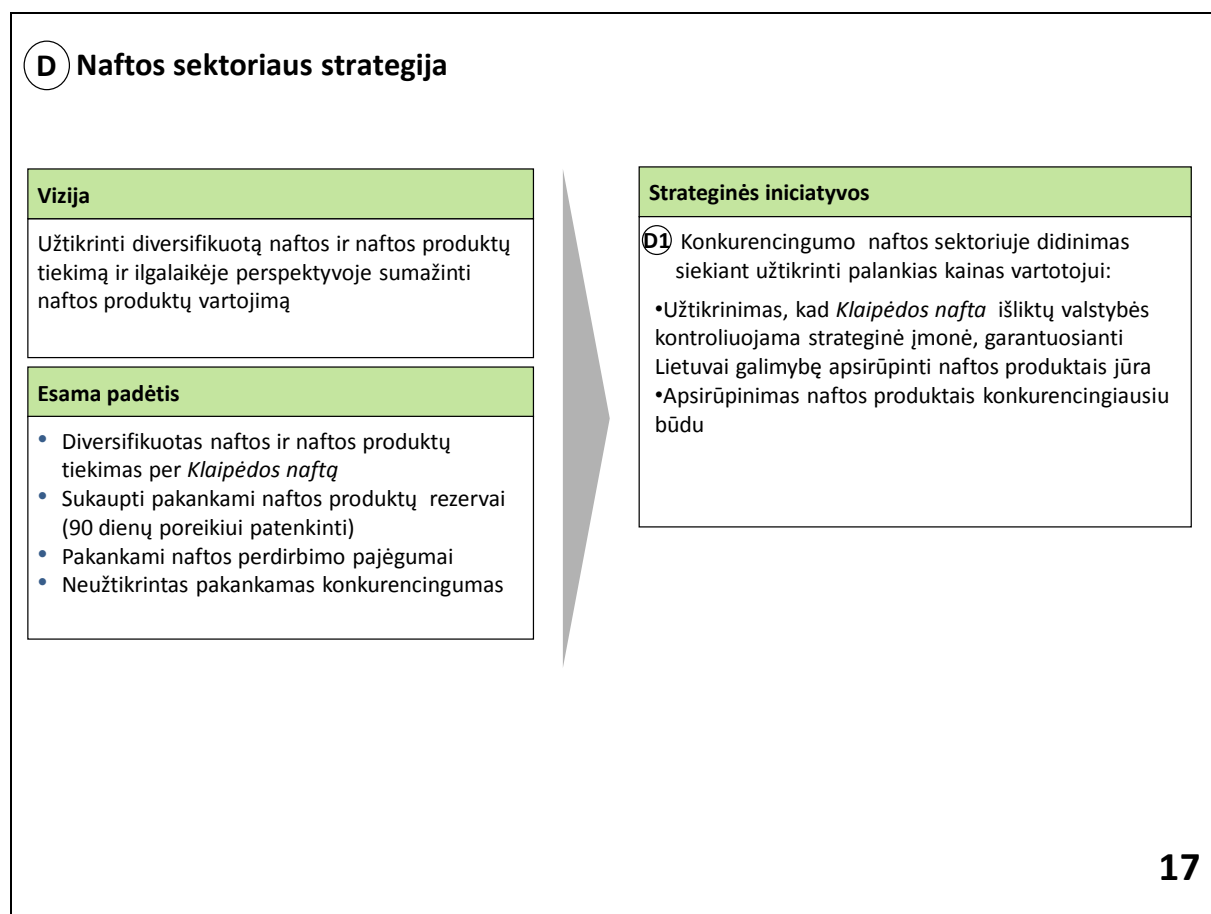 D Naftos sektoriaus strategija
Vizija
Užtikrinti diversifikuotą naftos ir naftos produktų
tiekimą ir ilgalaikėje perspektyvoje sumažinti
naftos produktų vartojimą
Esama padėtis
• Diversifikuotas naftos ir naftos produktų
tiekimas per Klaipėdos naftą
• Sukaupti pakankami naftos produktų rezervai
(90 dienų poreikiui patenkinti)
• Pakankami naftos perdirbimo pajėgumai
• Neužtikrintas pakankamas konkurencingumas
Strateginės iniciatyvos
D1 Konkurencingumo naftos sektoriuje didinimas
siekiant užtikrinti palankias kainas vartotojui:
•Užtikrinimas, kad Klaipėdos nafta išliktų valstybės
kontroliuojama strateginė įmonė, garantuosianti
Lietuvai galimybę apsirūpinti naftos produktais jūra
•Apsirūpinimas naftos produktais konkurencingiausiu
būdu
17